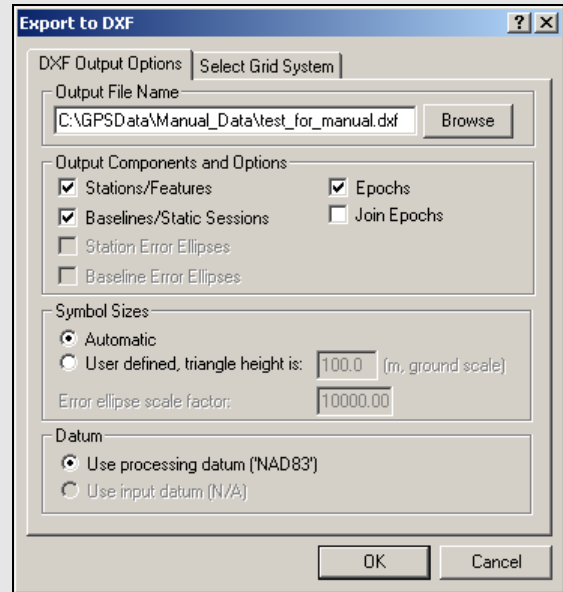 Export to DXF
DXF Output Options
Select Grid System
Output File Name
C:\GPSData\Manual_Data\test_for_manual.dxf
Browse
Output Components and Options
Stations/Features
Epochs
Baselines/Static Sessions
Join Epochs
Station Error Ellipses
Baseline Error Ellipses
Symbol Sizes
Automatic
User defined, triangle height is: 100.0 (m, ground scale)
Error ellipse scale factor: 10000.00
Datum
Use processing datum ('NAD83')
Use input datum (N/A)
OK
Cancel